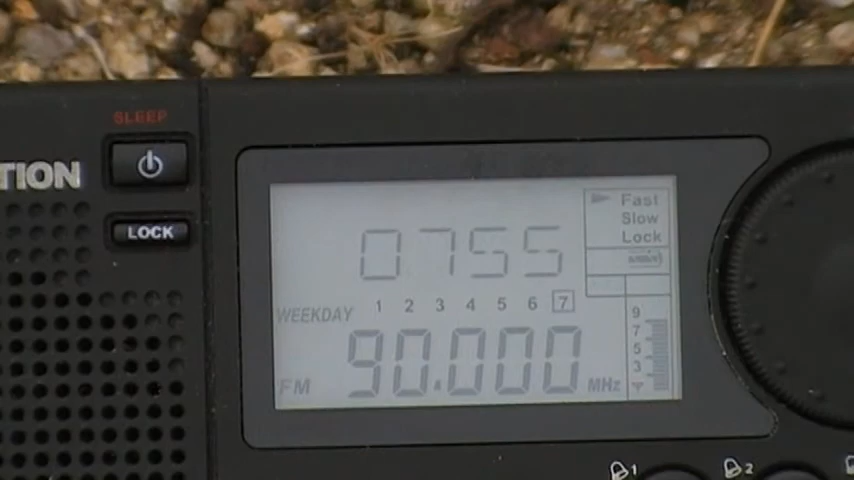 SLEEP
TION
LOCK
Fast
Slow
Lock
0755
WEEKDAY 1 2 3 4 5 6 7
FM 90.000 MHz
9
7
5
3
1
2